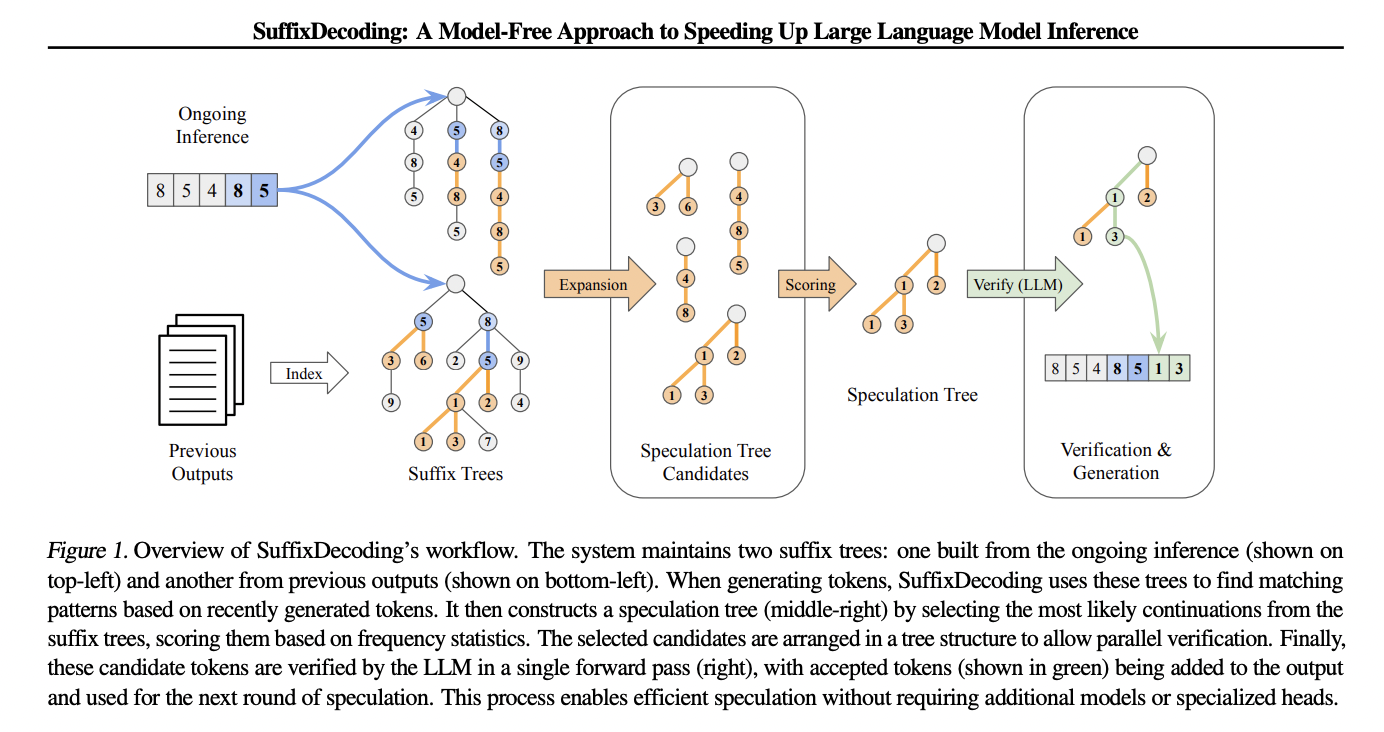 SuffixDecoding: A Model-Free Approach to Speeding Up Large Language Model Inference
Ongoing
Inference
8 5 4 8 5
4 5 8
8 4 5
5 8 4
5 8
5
5 8
3 6 2 5 9
9 1 2 4
1 3 7
Suffix Trees
Previous
Outputs
Index
Expansion
3 6
4
8
5
4
8
1 2
1 3
Speculation Tree
Candidates
Scoring
1 2
1 3
Speculation Tree
Verify (LLM)
1 2
1 3
8 5 4 8 5 1 3
Verification &
Generation
Figure 1. Overview of SuffixDecoding's workflow. The system maintains two suffix trees: one built from the ongoing inference (shown on
top-left) and another from previous outputs (shown on bottom-left). When generating tokens, SuffixDecoding uses these trees to find matching
patterns based on recently generated tokens. It then constructs a speculation tree (middle-right) by selecting the most likely continuations from the
suffix trees, scoring them based on frequency statistics. The selected candidates are arranged in a tree structure to allow parallel verification. Finally,
these candidate tokens are verified by the LLM in a single forward pass (right), with accepted tokens (shown in green) being added to the output
and used for the next round of speculation. This process enables efficient speculation without requiring additional models or specialized heads.